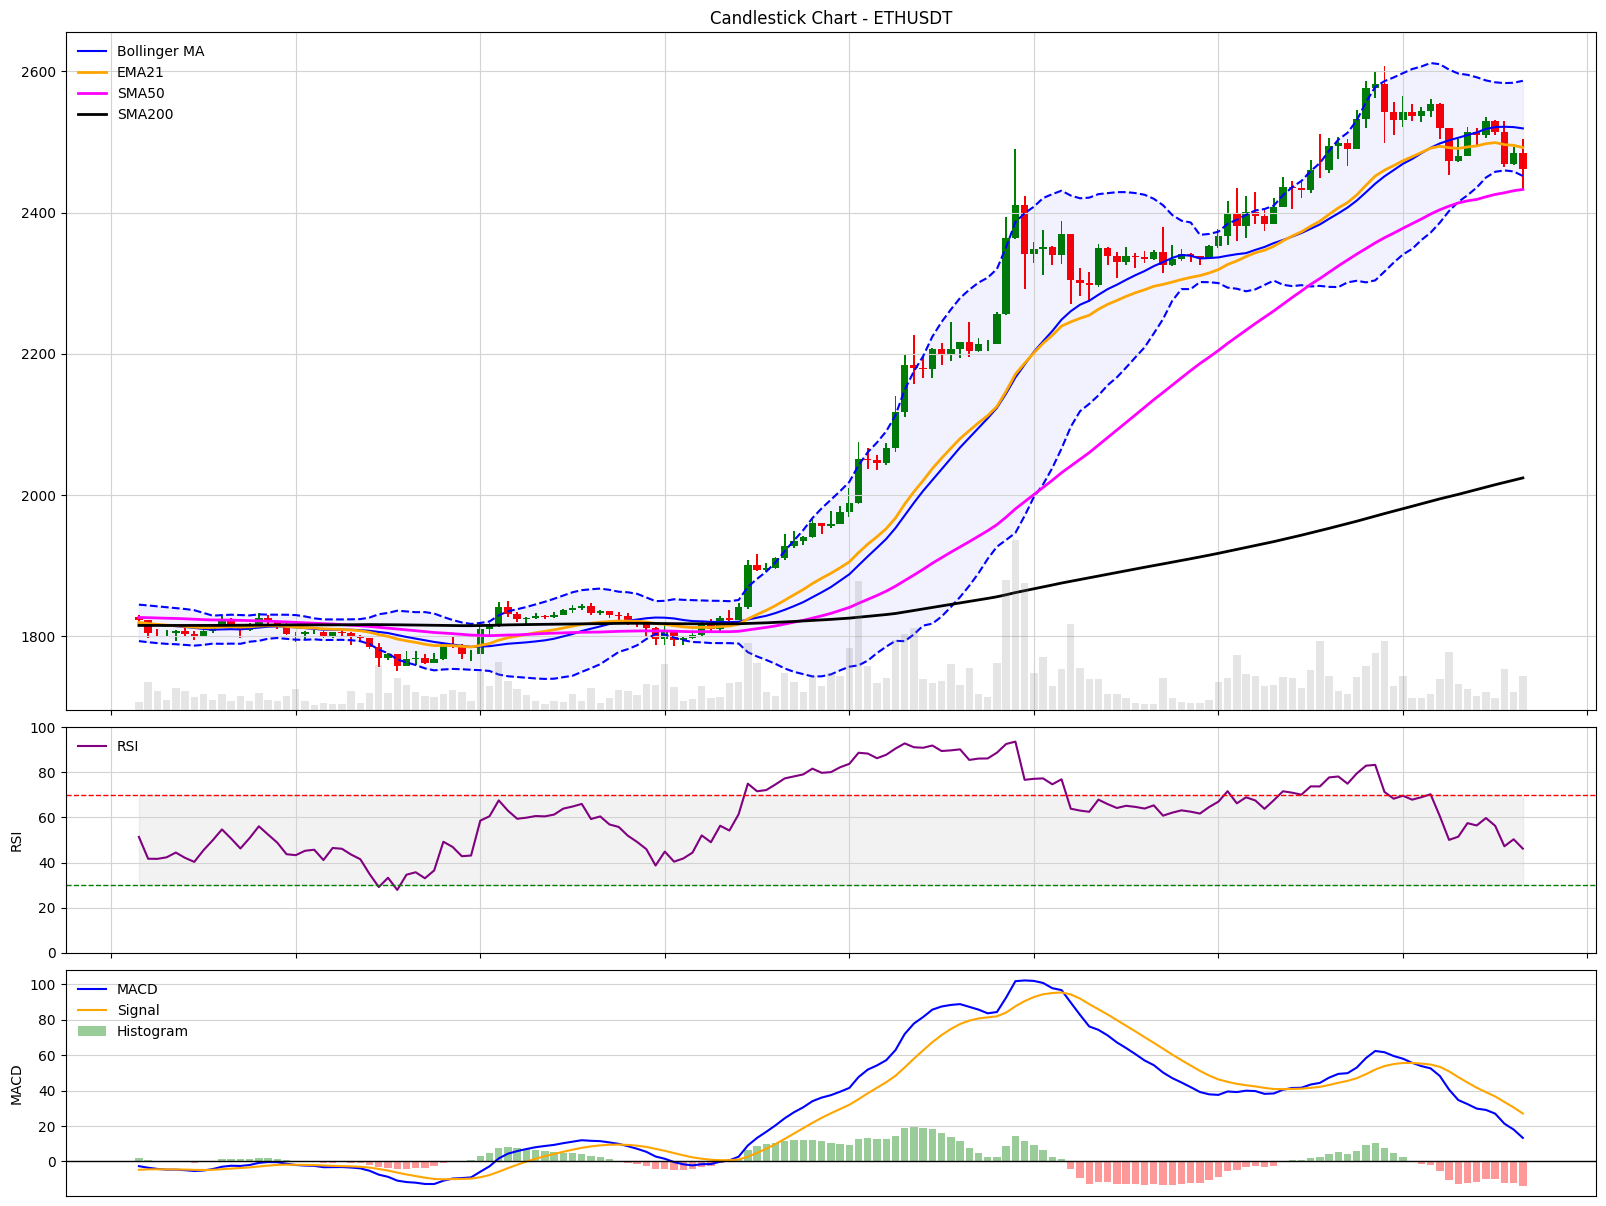 Candlestick Chart - ETHUSDT
Bollinger MA
EMA21
SMA50
SMA200
2600
2400
2200
2000
1800
RSI
RSI
100
80
60
40
20
0
MACD
Signal
Histogram
MACD
100
80
60
40
20
0